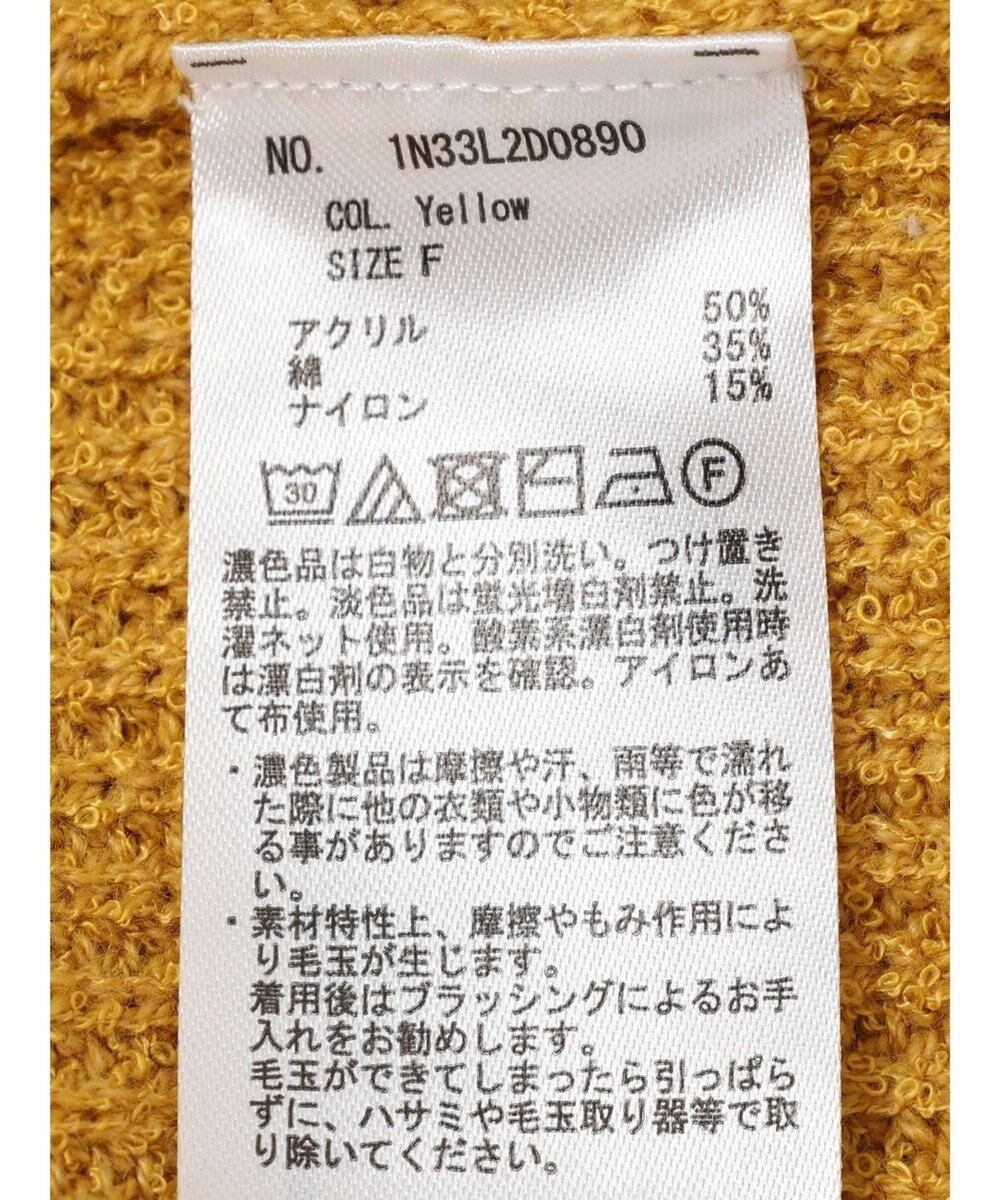 NO. 1N33L2D0890
COL. Yellow
SIZE F
アクリル 50%
綿 35%
ナイロン 15%
30 F
濃色品は白物と分別洗い。つけ置き
禁止。淡色品は蛍光増白剤禁止。洗
濯ネット使用。酸素系漂白剤使用時
は漂白剤の表示を確認。アイロンあ
て布使用。
・濃色製品は摩擦や汗、雨等で濡れ
た際に他の衣類や小物類に色が移
る事がありますのでご注意くださ
い。
・素材特性上、摩擦やもみ作用によ
り毛玉が生じます。
着用後はブラッシングによるお手
入れをお勧めします。
毛玉ができてしまったら引っぱら
ずに、ハサミや毛玉取り器等で取
り除いてください。